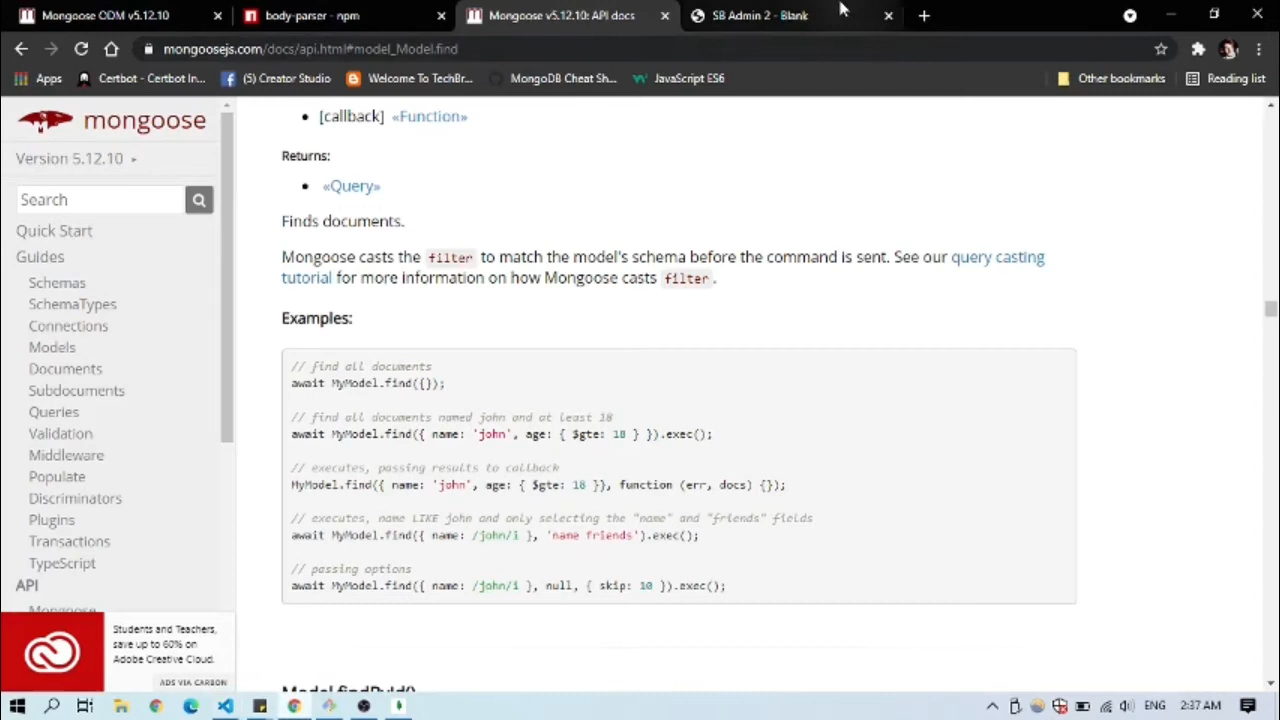 Mongoose ODM v5.12.10
body-parser - npm
Mongoose v5.12.10: API docs
SB Admin 2 - Blank
mongoosejs.com/docs/api.html#model_Model.find
Apps
Certbot - Certbot In...
(5) Creator Studio
Welcome To TechBr...
MongoDB Cheat Sh...
JavaScript ES6
Other bookmarks
Reading list
mongoose
Version 5.12.10
Search
Quick Start
Guides
Schemas
SchemaTypes
Connections
Models
Documents
Subdocuments
Queries
Validation
Middleware
Populate
Discriminators
Plugins
Transactions
TypeScript
API
Mongoose
Students and Teachers,
save up to 60% on
Adobe Creative Cloud.
ADS VIA CARBON
[callback] «Function»
Returns:
«Query»
Finds documents.
Mongoose casts the filter to match the model's schema before the command is sent. See our query casting
tutorial for more information on how Mongoose casts filter.
Examples:
// find all documents
await MyModel.find({});
// find all documents named john and at least 18
await MyModel.find({ name: 'john', age: { $gte: 18 } }).exec();
// executes, passing results to callback
MyModel.find({ name: 'john', age: { $gte: 18 }}, function (err, docs) {});
// executes, name LIKE john and only selecting the "name" and "friends" fields
await MyModel.find({ name: /john/i }, 'name friends').exec();
// passing options
await MyModel.find({ name: /john/i }, null, { skip: 10 }).exec();
Model.findById()
ENG
2:37 AM